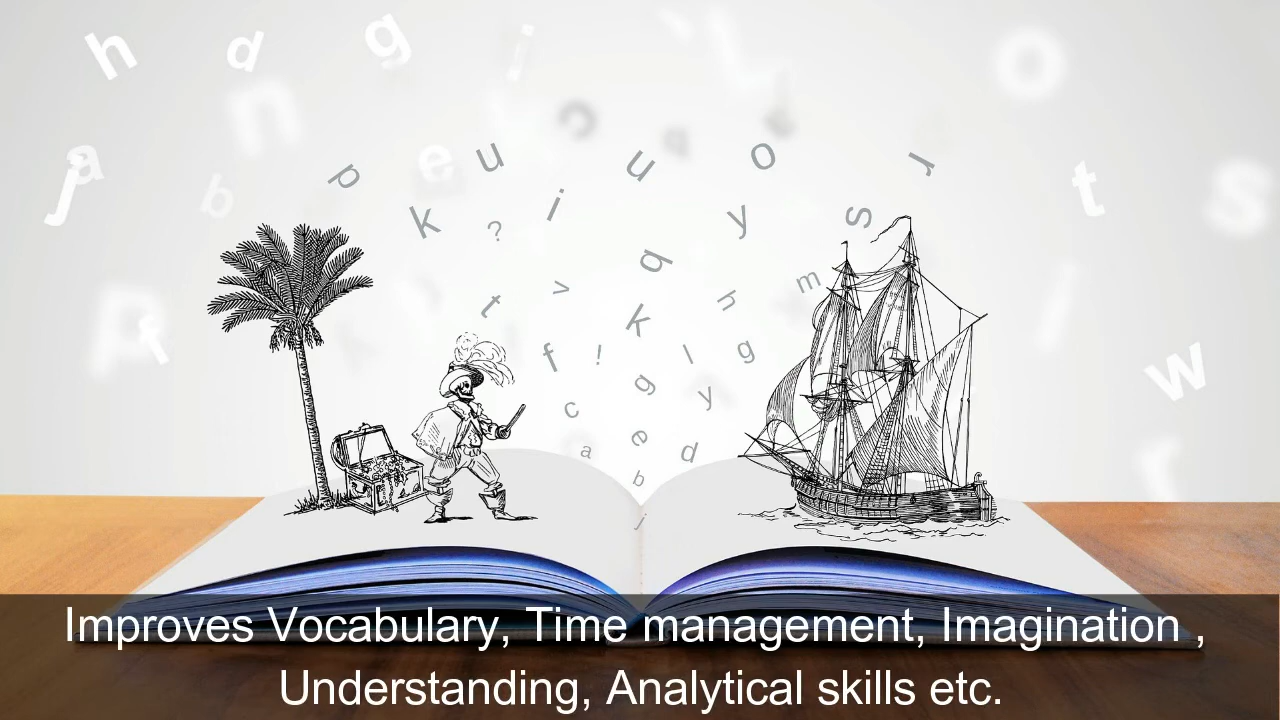 Improves Vocabulary, Time management, Imagination ,
Understanding, Analytical skills etc.